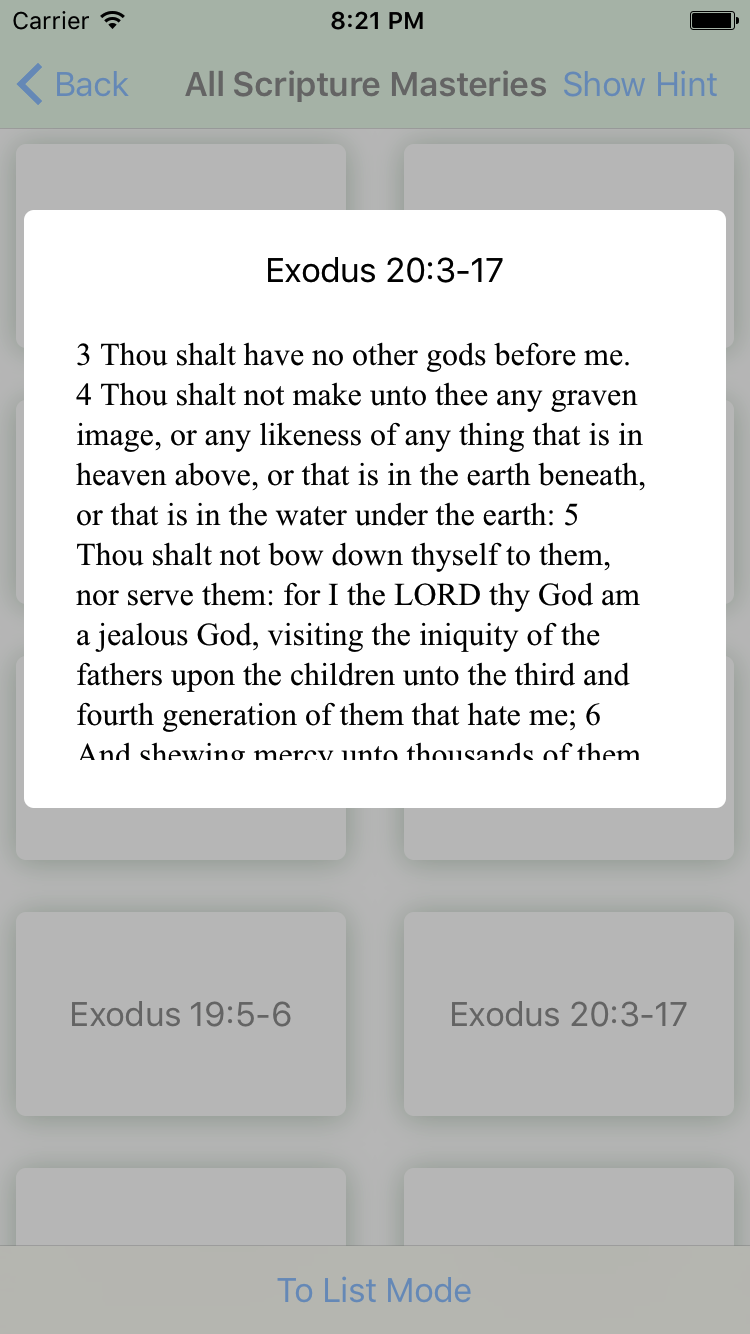 Carrier 8:21 PM
Back All Scripture Masteries Show Hint
Exodus 20:3-17
3 Thou shalt have no other gods before me.
4 Thou shalt not make unto thee any graven
image, or any likeness of any thing that is in
heaven above, or that is in the earth beneath,
or that is in the water under the earth: 5
Thou shalt not bow down thyself to them,
nor serve them: for I the LORD thy God am
a jealous God, visiting the iniquity of the
fathers upon the children unto the third and
fourth generation of them that hate me; 6
And shewing mercy unto thousands of them
Exodus 19:5-6 Exodus 20:3-17
To List Mode